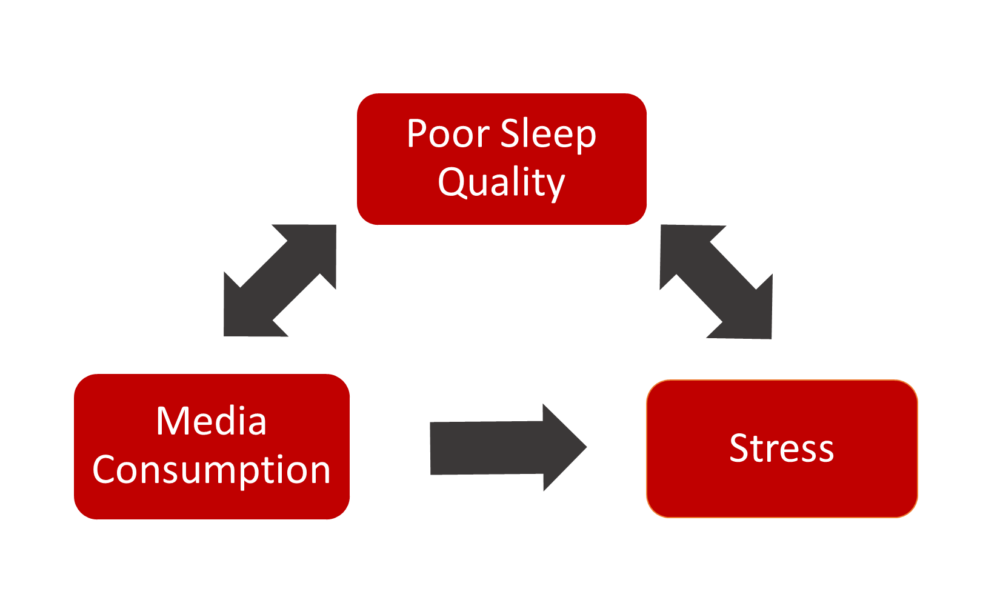 Poor Sleep
Quality
Media
Consumption
Stress